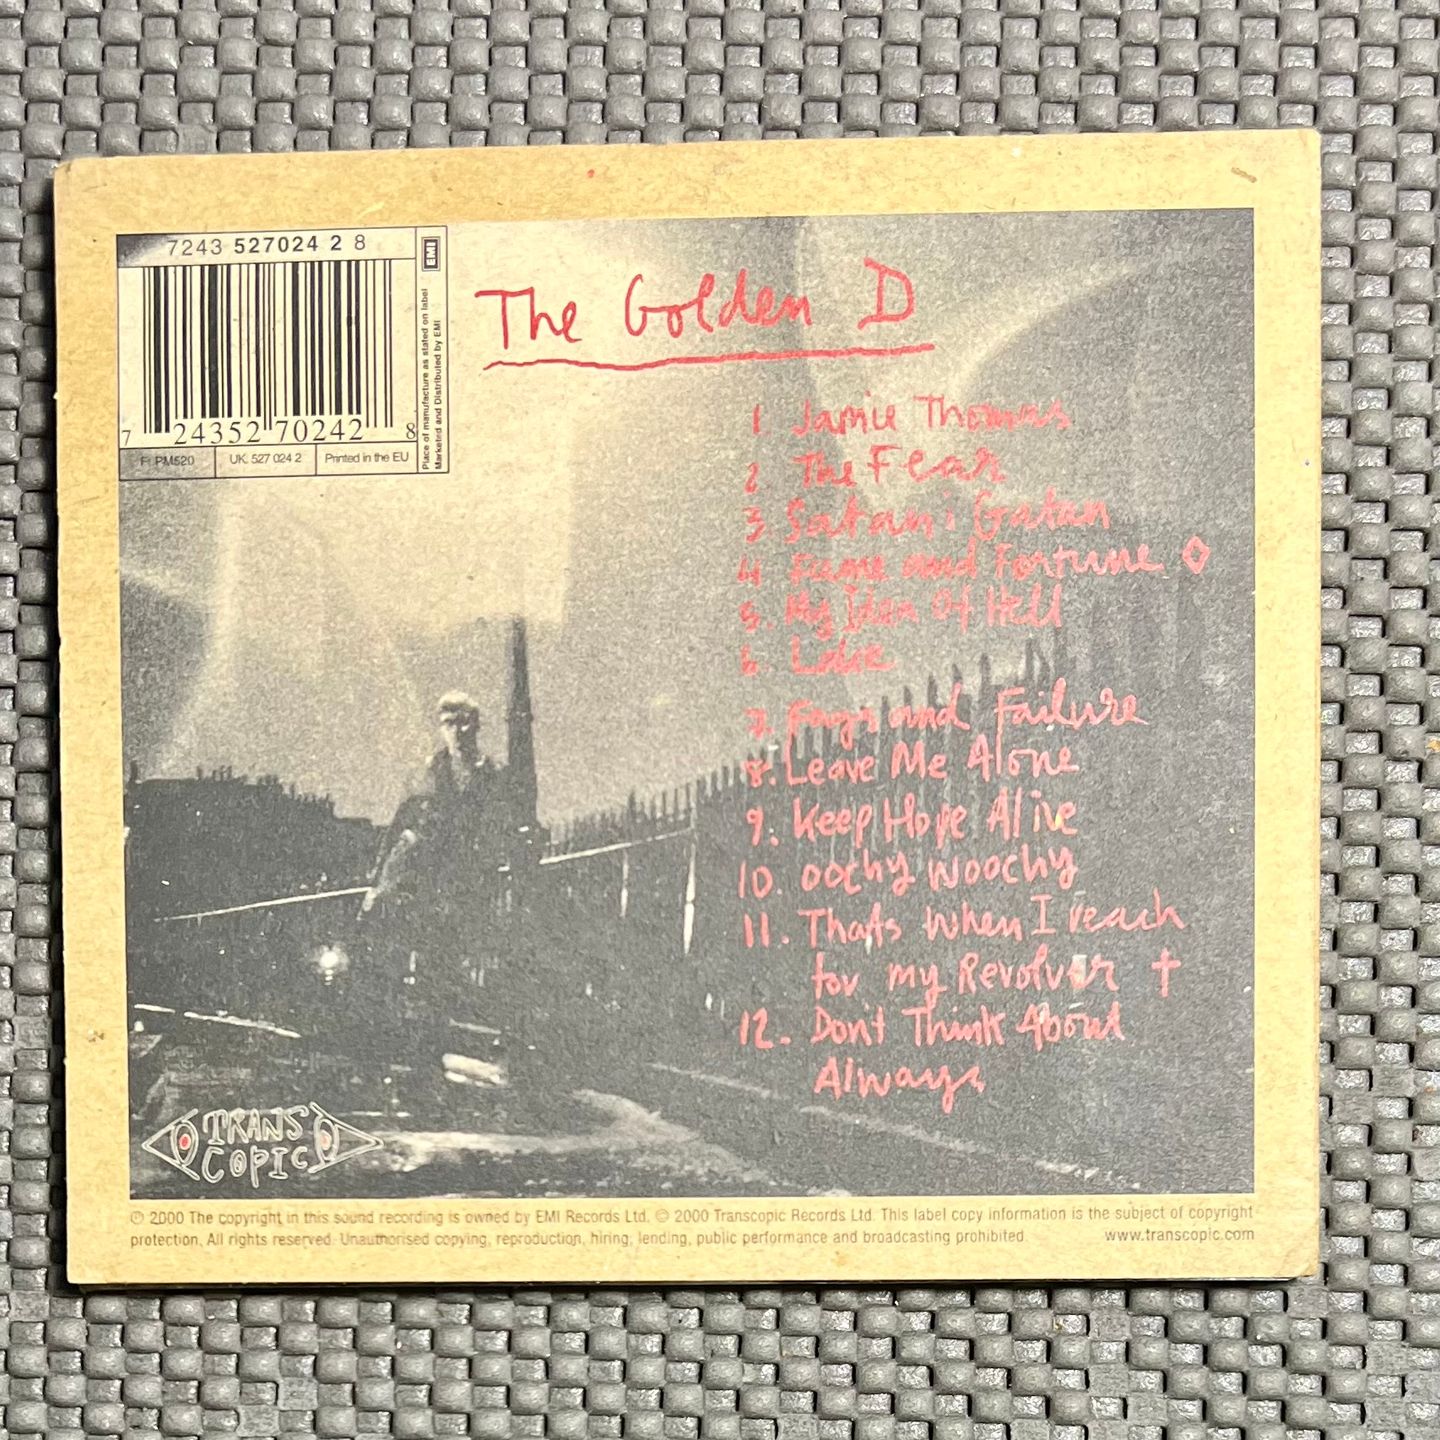 7243 527024 2 8
EMI
Place of manufacture as stated on label
Marketed and Distributed by EMI
7 24352 70242 8
F: PM520
UK: 527 024 2
Printed in the EU
The Golden D
1 Jamie Thomas
2 The Fear
3 Satan i Gatan
4 Fame and Fortune ◇
5. My Idea Of Hell
6. Lake
7. Fags and Failure
8. Leave Me Alone
9. Keep Hope Alive
10. oochy woochy
11. Thats When I reach
for my Revolver †
12. Don't Think About
Always
TRANS
COPIC
℗ 2000 The copyright in this sound recording is owned by EMI Records Ltd. © 2000 Transcopic Records Ltd. This label copy information is the subject of copyright
protection. All rights reserved. Unauthorised copying, reproduction, hiring, lending, public performance and broadcasting prohibited
www.transcopic.com